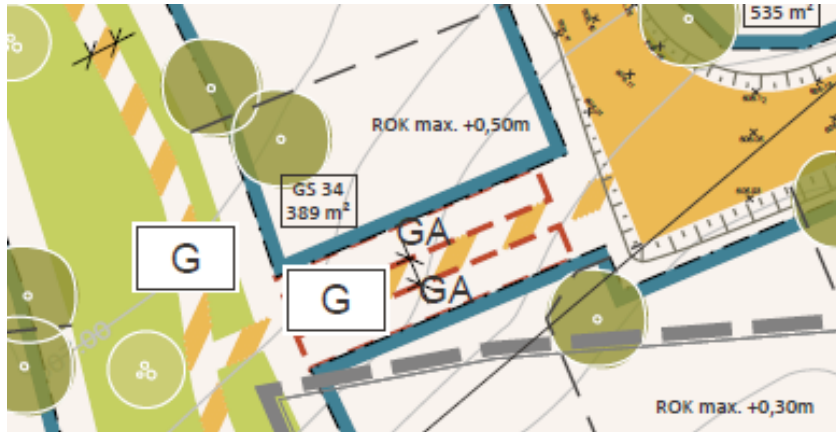 535 m²
ROK max. +0,50m
GS 34
389 m²
GA
G
G
GA
ROK max. +0,30m